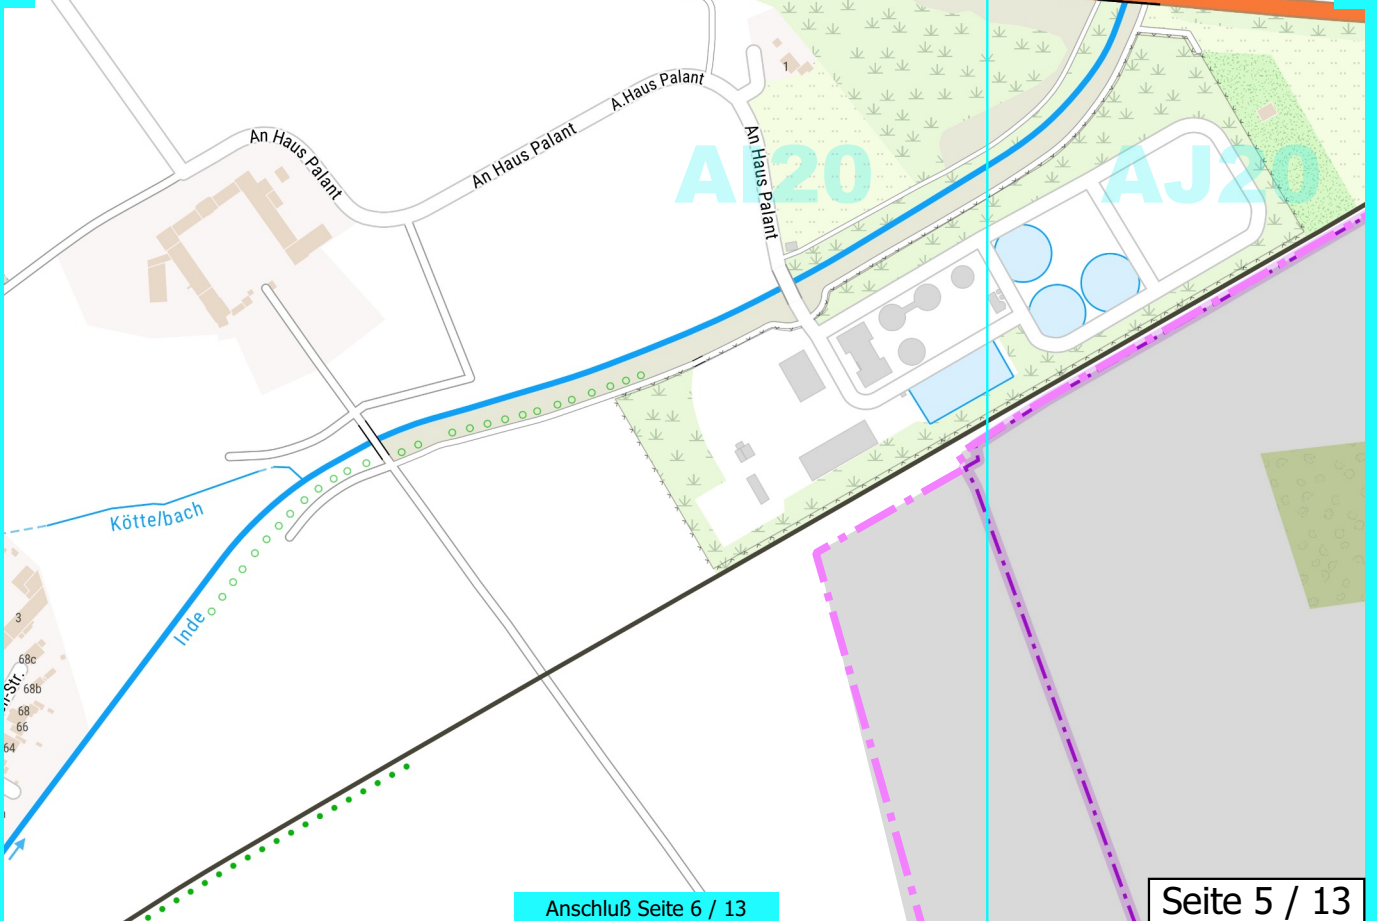 1
A.Haus Palant
An Haus Palant
An Haus Palant
An Haus Palant
AI20
AJ20
Köttelbach
Inde
3
68c
68b
68
66
64
Anschluß Seite 6 / 13
Seite 5 / 13